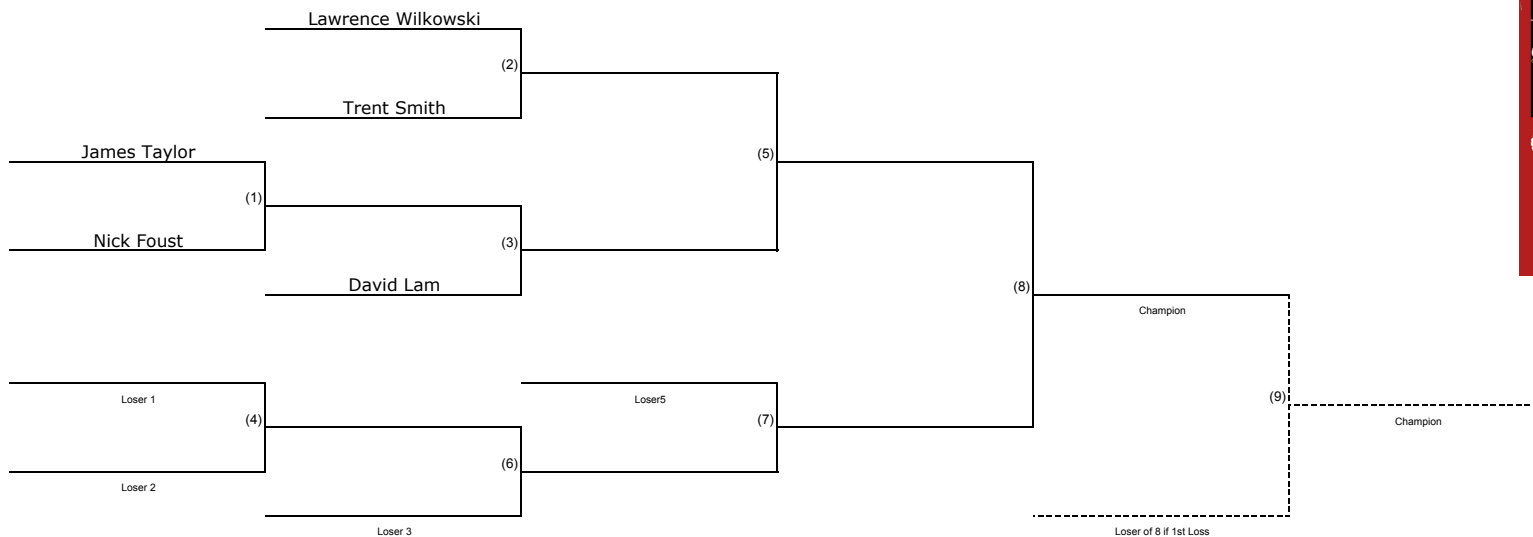 Lawrence Wilkowski
(2)
Trent Smith
James Taylor
(5)
(1)
Nick Foust
(3)
David Lam
(8)
Champion
Loser 1
Loser5
(9)
(4)
(7)
Champion
(6)
Loser 2
Loser 3
Loser of 8 if 1st Loss